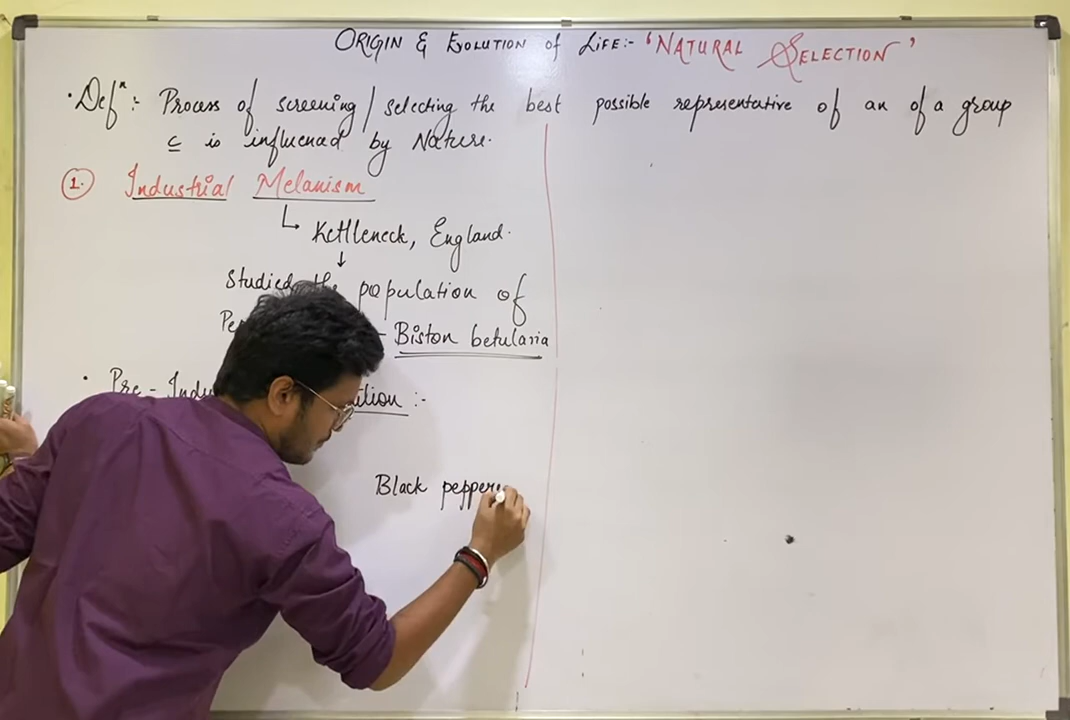 ORIGIN & EVOLUTION of LIFE:- 'NATURAL SELECTION'
• Defⁿ:- Process of screening/selecting the best possible representative of an of a group
c̲ is influenced by Nature.
① Industrial Melanism
↳ Kettleneck, England.
↓
Studied the population of
- Biston betularia
• Pre - :-
Black